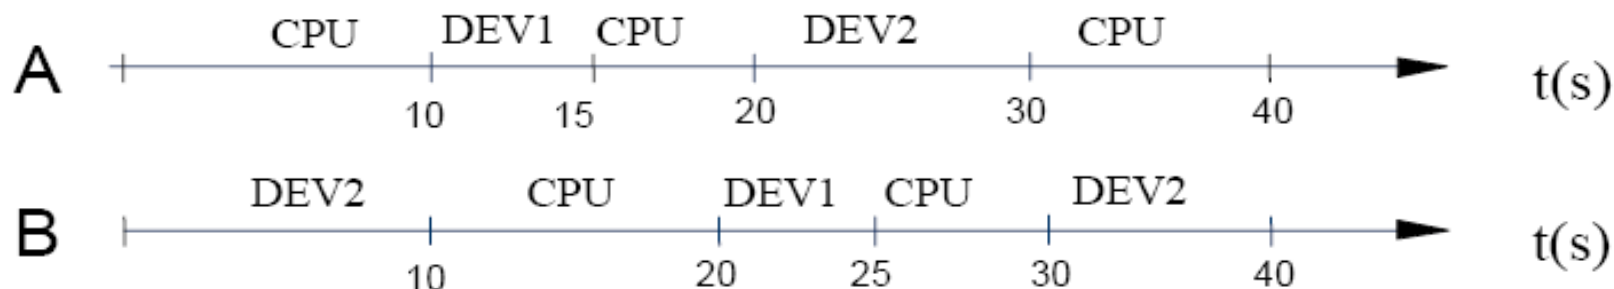 CPU DEV1 CPU DEV2 CPU
A t(s)
10 15 20 30 40
DEV2 CPU DEV1 CPU DEV2
B t(s)
10 20 25 30 40